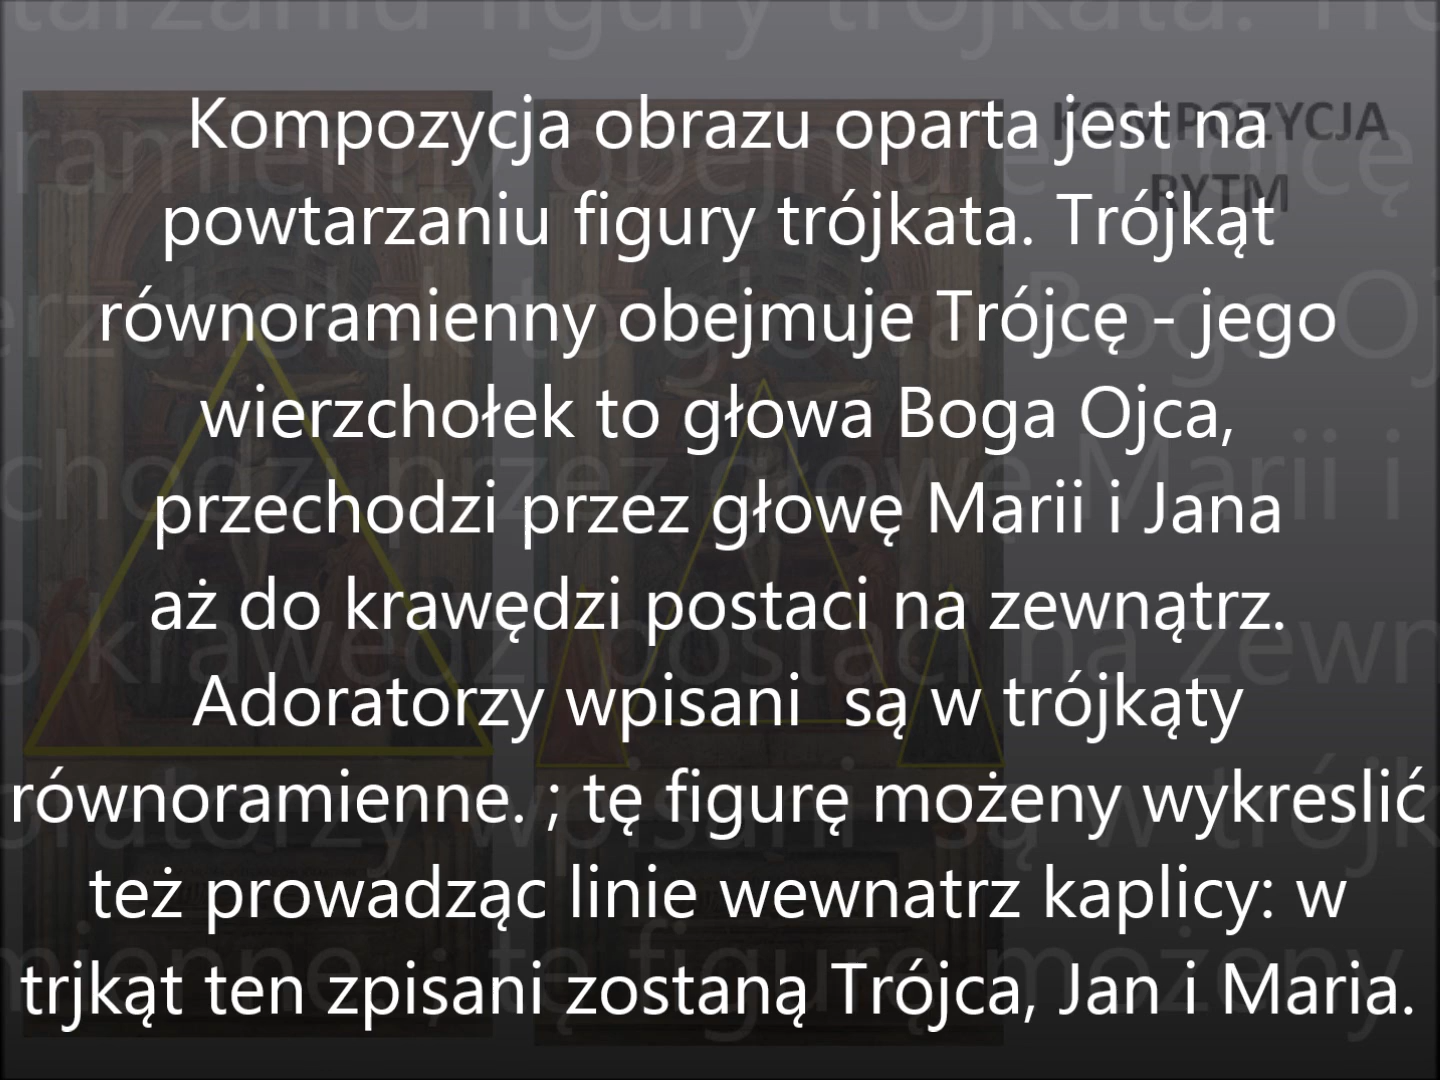 Kompozycja obrazu oparta jest na
powtarzaniu figury trójkata. Trójkąt
równoramienny obejmuje Trójcę - jego
wierzchołek to głowa Boga Ojca,
przechodzi przez głowę Marii i Jana
aż do krawędzi postaci na zewnątrz.
Adoratorzy wpisani  są w trójkąty
równoramienne. ; tę figurę możeny wykreslić
też prowadząc linie wewnatrz kaplicy: w
trjkąt ten zpisani zostaną Trójca, Jan i Maria.
KOMPOZYCJA
RYTM